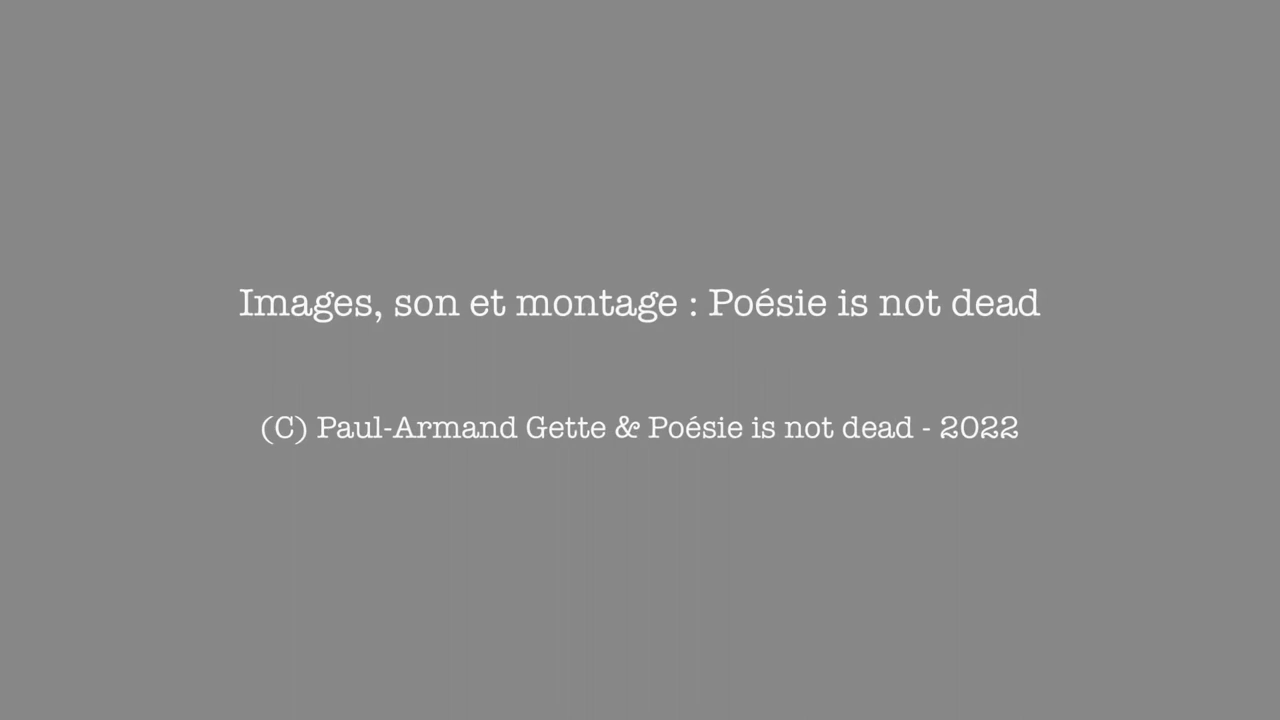 Images, son et montage : Poésie is not dead
(C) Paul-Armand Gette & Poésie is not dead - 2022